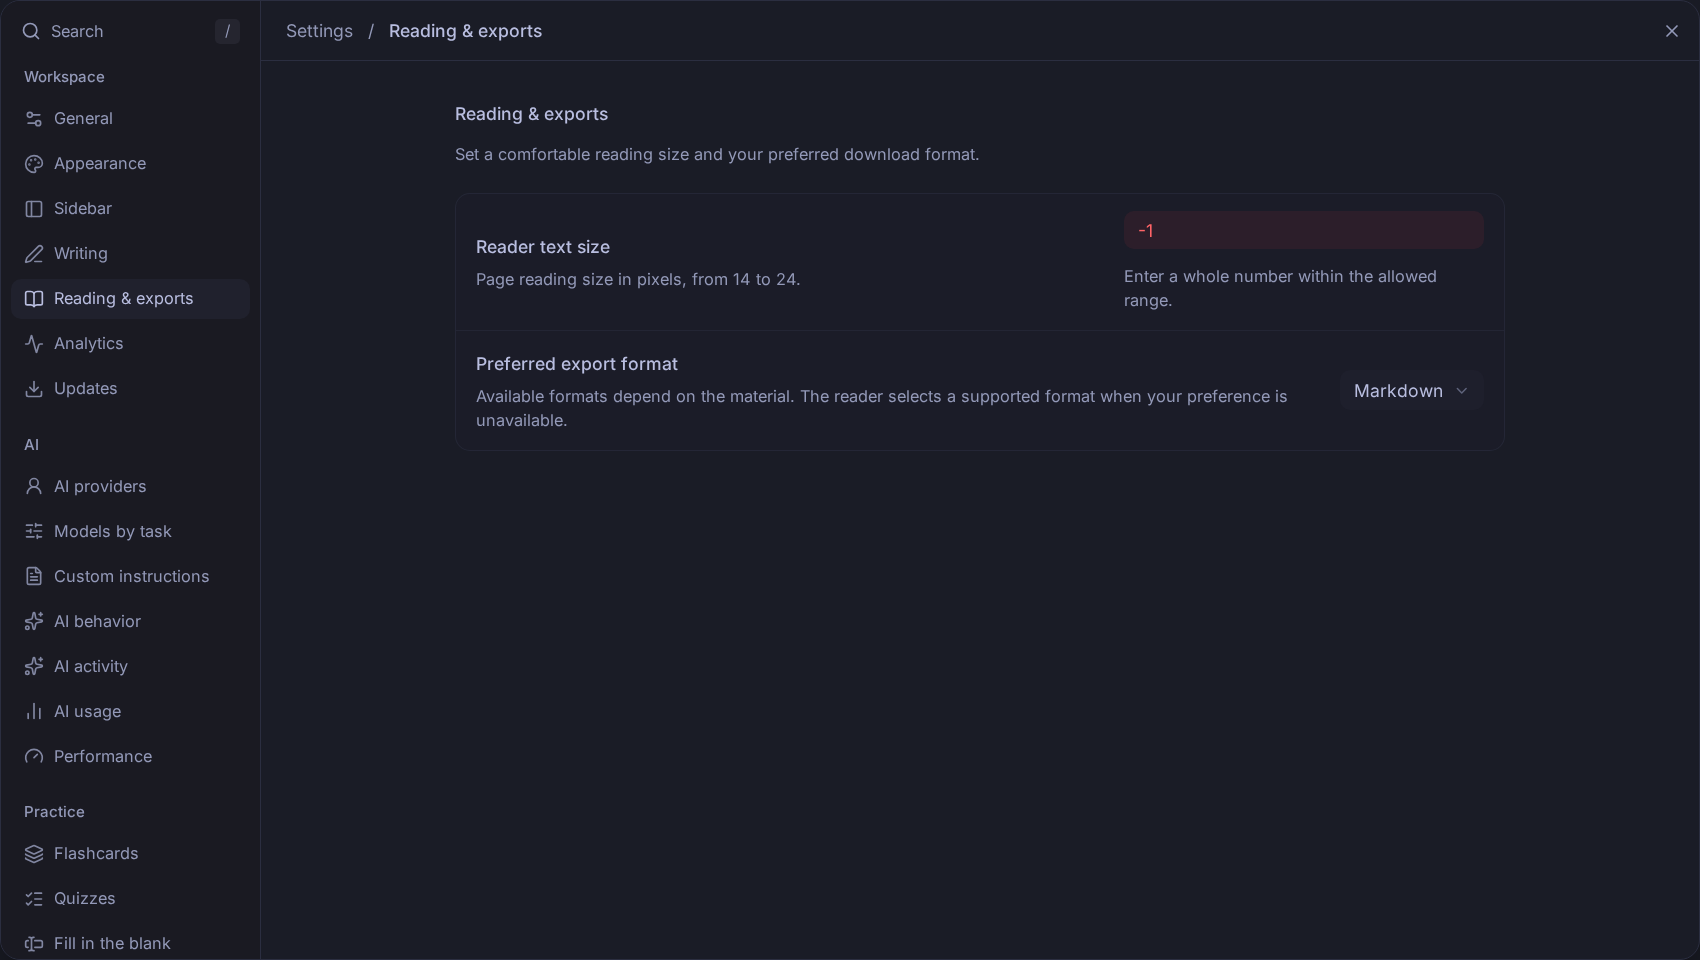 Search /
Workspace
General
Appearance
Sidebar
Writing
Reading & exports
Analytics
Updates
AI
AI providers
Models by task
Custom instructions
AI behavior
AI activity
AI usage
Performance
Practice
Flashcards
Quizzes
Fill in the blank
Settings / Reading & exports
Reading & exports
Set a comfortable reading size and your preferred download format.
Reader text size
Page reading size in pixels, from 14 to 24.
-1
Enter a whole number within the allowed
range.
Preferred export format
Available formats depend on the material. The reader selects a supported format when your preference is
unavailable.
Markdown